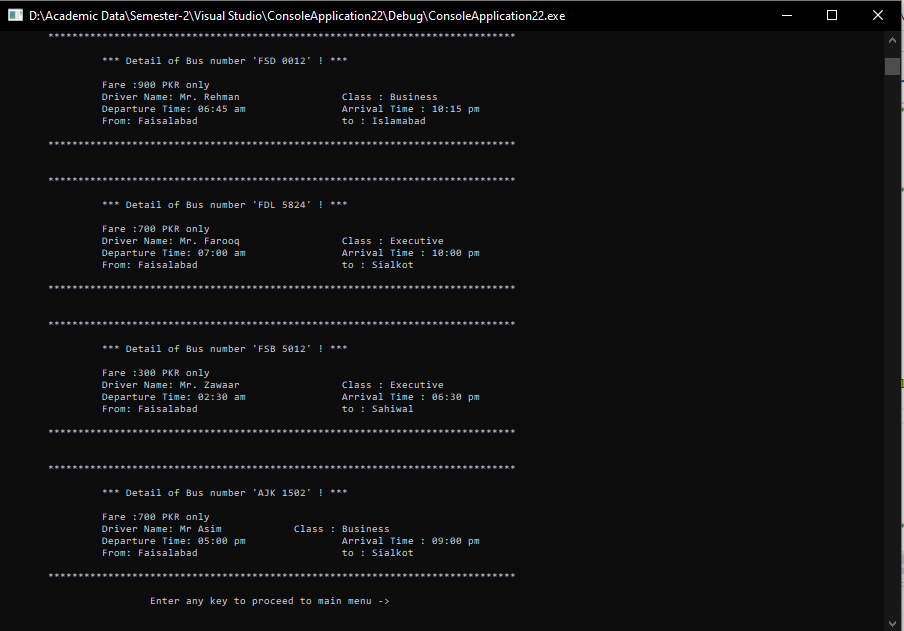 D:\Academic Data\Semester-2\Visual Studio\ConsoleApplication22\Debug\ConsoleApplication22.exe
******************************************************************************
*** Detail of Bus number 'FSD 0012' ! ***
Fare :900 PKR only
Driver Name: Mr. Rehman Class : Business
Departure Time: 06:45 am Arrival Time : 10:15 pm
From: Faisalabad to : Islamabad
******************************************************************************
******************************************************************************
*** Detail of Bus number 'FDL 5824' ! ***
Fare :700 PKR only
Driver Name: Mr. Farooq Class : Executive
Departure Time: 07:00 am Arrival Time : 10:00 pm
From: Faisalabad to : Sialkot
******************************************************************************
******************************************************************************
*** Detail of Bus number 'FSB 5012' ! ***
Fare :300 PKR only
Driver Name: Mr. Zawaar Class : Executive
Departure Time: 02:30 am Arrival Time : 06:30 pm
From: Faisalabad to : Sahiwal
******************************************************************************
******************************************************************************
*** Detail of Bus number 'AJK 1502' ! ***
Fare :700 PKR only
Driver Name: Mr Asim Class : Business
Departure Time: 05:00 pm Arrival Time : 09:00 pm
From: Faisalabad to : Sialkot
******************************************************************************
Enter any key to proceed to main menu ->